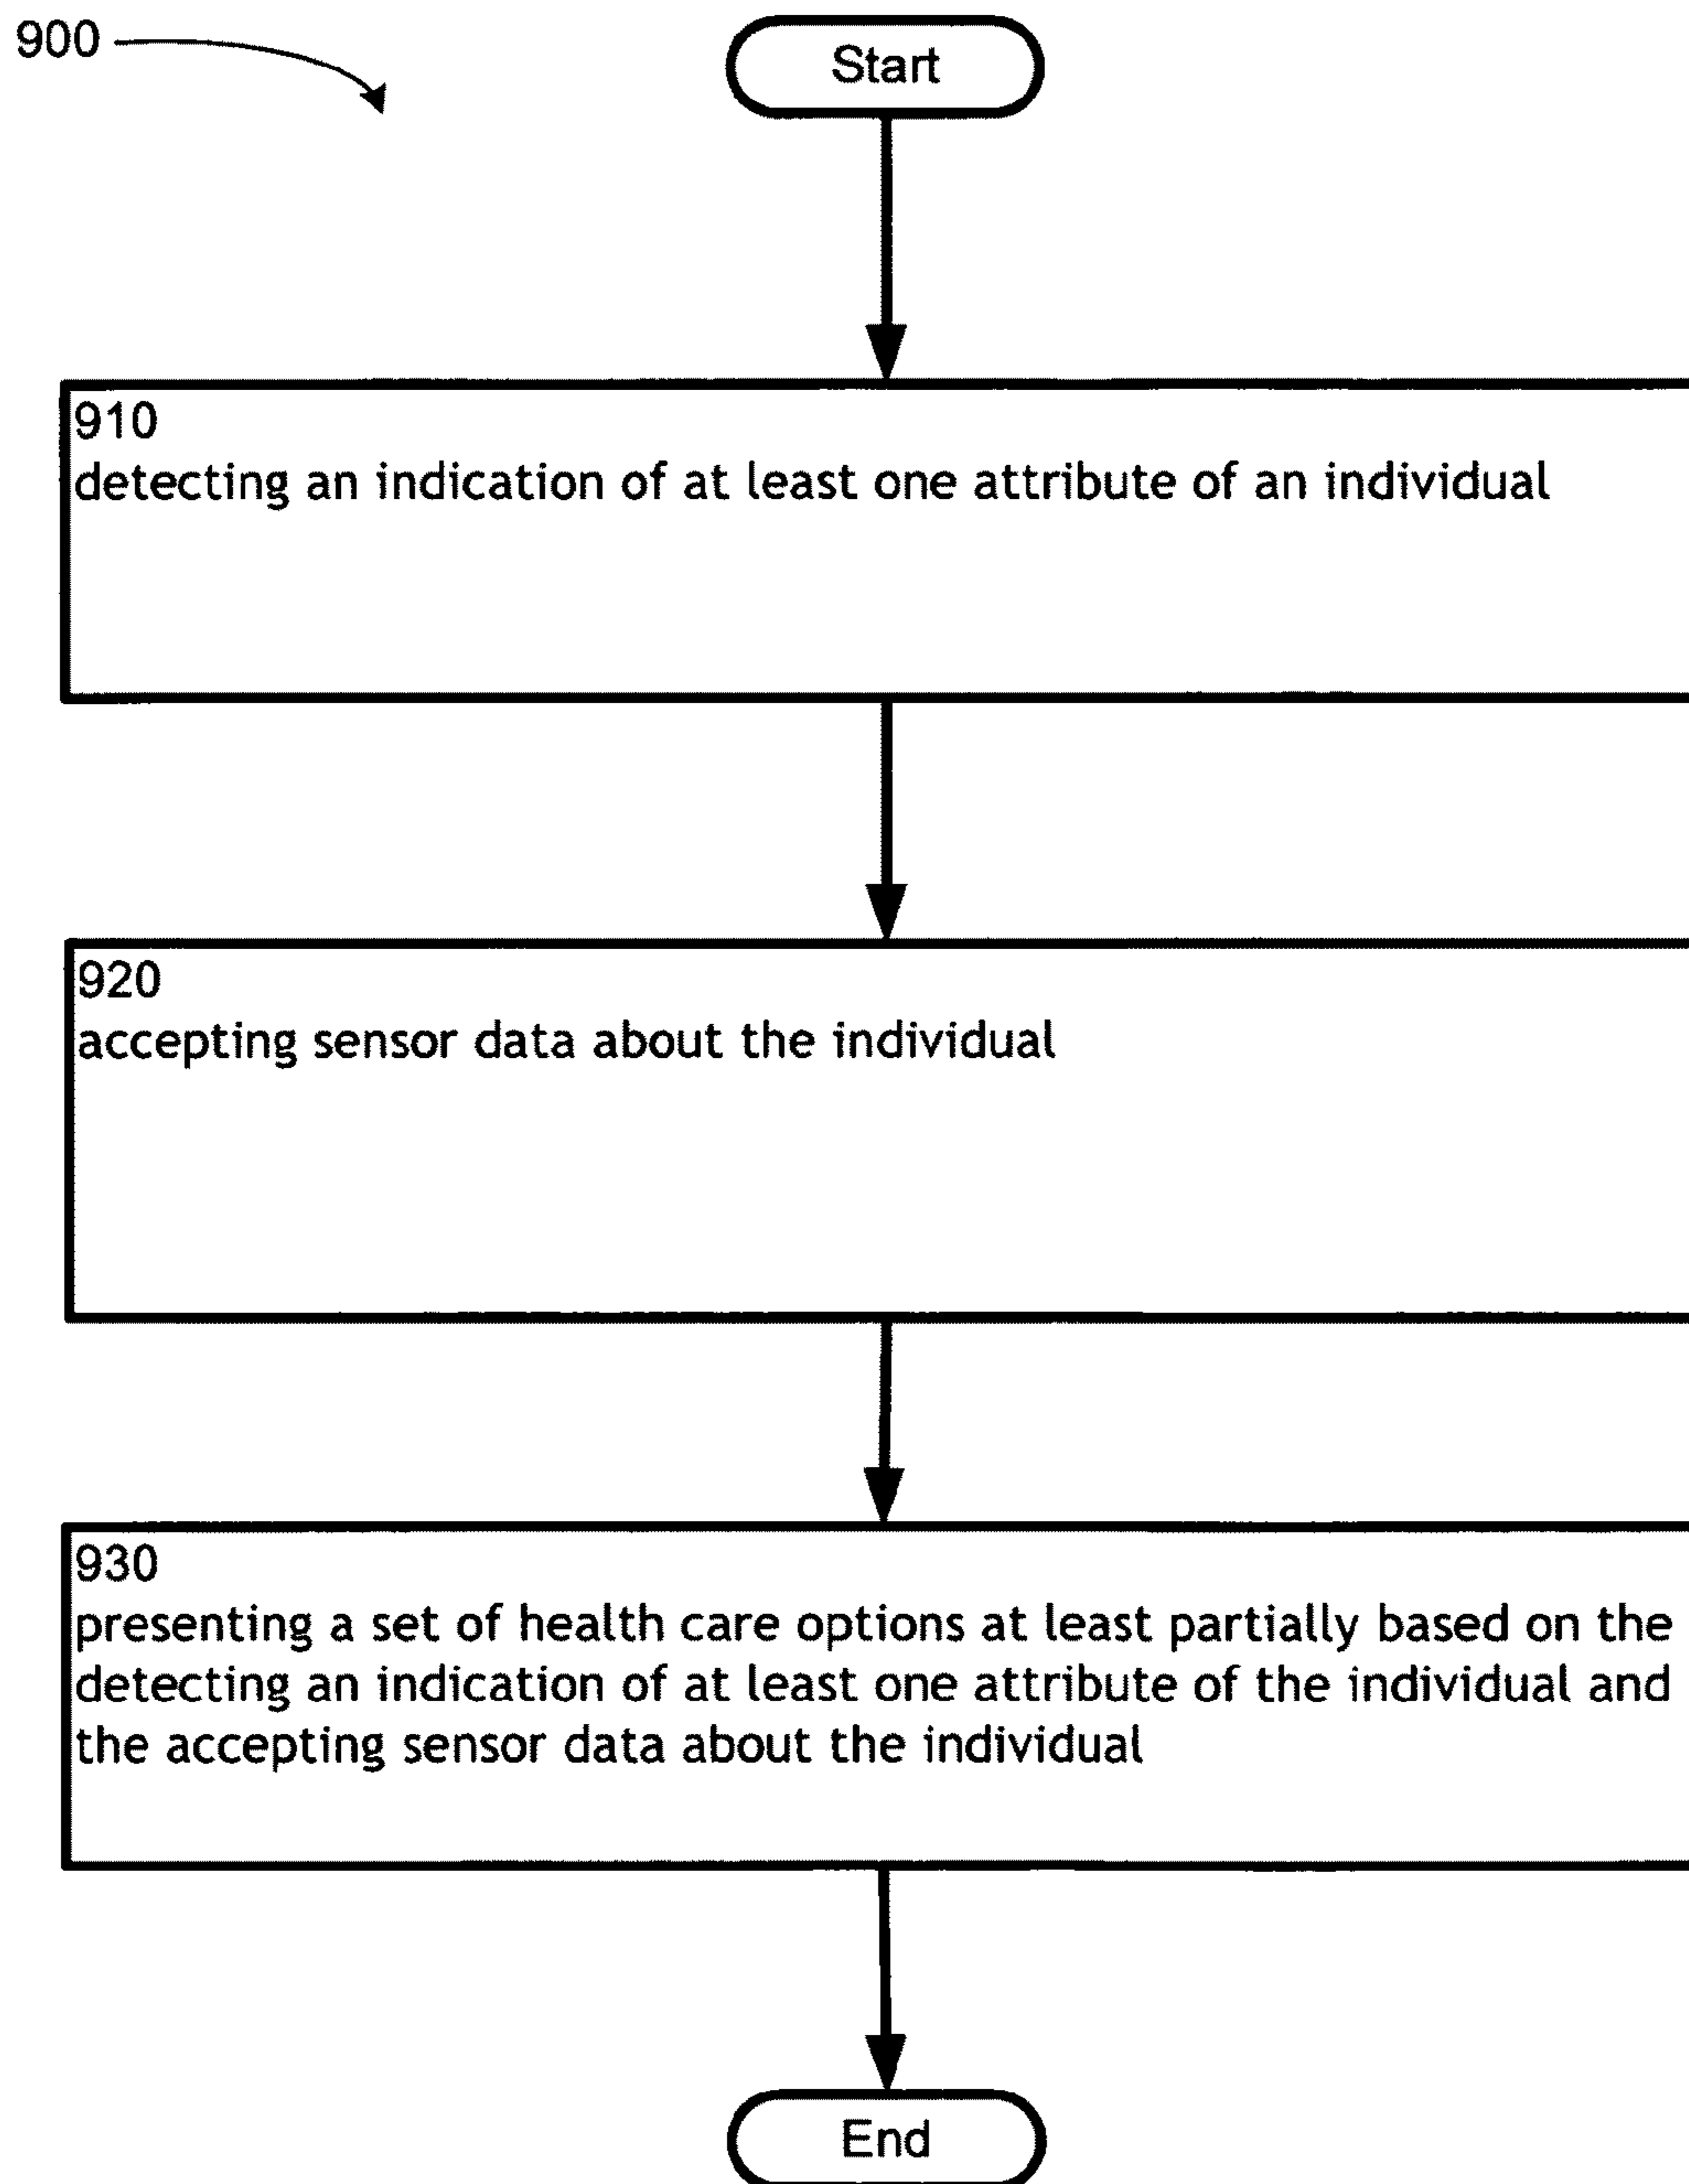 900
Start
910
detecting an indication of at least one attribute of an individual
920
accepting sensor data about the individual
930
presenting a set of health care options at least partially based on the
detecting an indication of at least one attribute of the individual and
the accepting sensor data about the individual
End